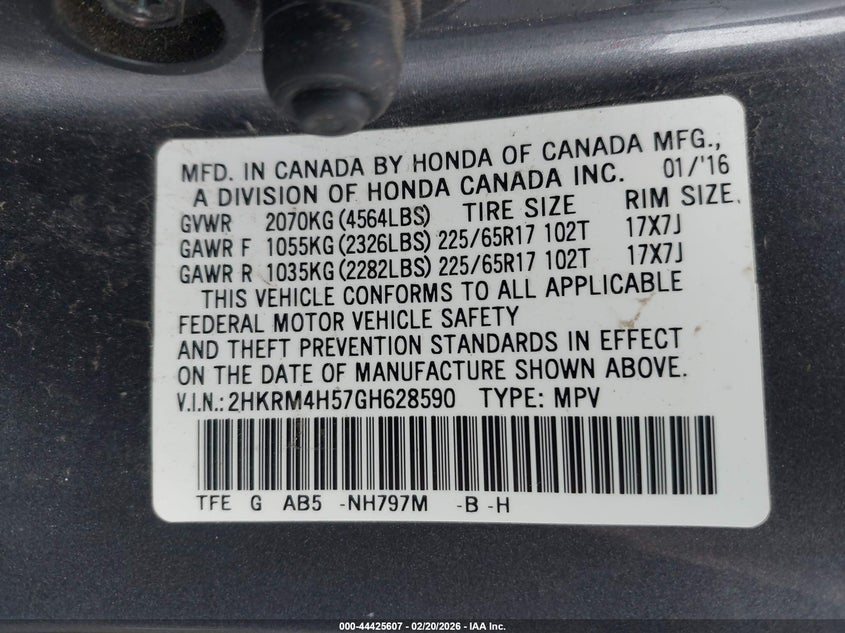 MFD. IN CANADA BY HONDA OF CANADA MFG.,
A DIVISION OF HONDA CANADA INC. 01/'16
GVWR 2070KG (4564LBS) TIRE SIZE RIM SIZE.
GAWR F 1055KG (2326LBS) 225/65R17 102T 17X7J
GAWR R 1035KG (2282LBS) 225/65R17 102T 17X7J
THIS VEHICLE CONFORMS TO ALL APPLICABLE
FEDERAL MOTOR VEHICLE SAFETY
AND THEFT PREVENTION STANDARDS IN EFFECT
ON THE DATE OF MANUFACTURE SHOWN ABOVE.
V.I.N.: 2HKRM4H57GH628590 TYPE: MPV
TFE G AB5 -NH797M -B -H
000-44425607 - 02/20/2026 - IAA Inc.